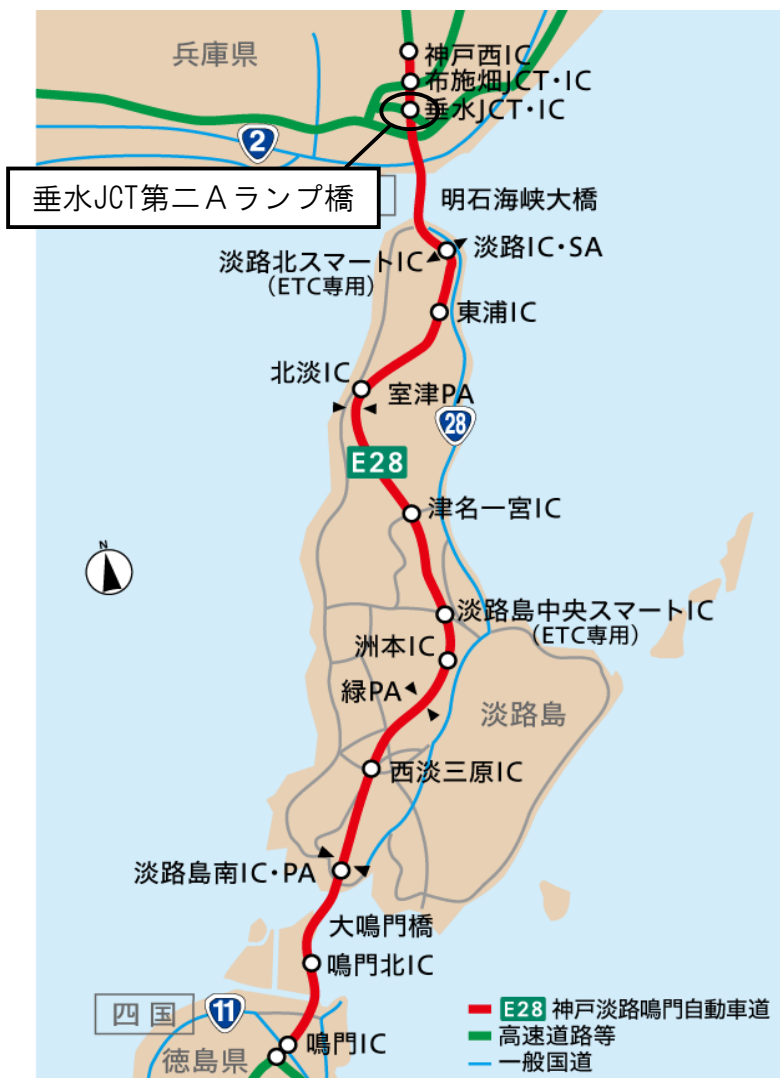 兵庫県
神戸西IC
布施畑JCT・IC
垂水JCT・IC
2
垂水JCT第二Aランプ橋
明石海峡大橋
淡路IC・SA
淡路北スマートIC
(ETC専用)
東浦IC
北淡IC
室津PA
28
E28
津名一宮IC
N
淡路島中央スマートIC
(ETC専用)
洲本IC
緑PA
淡路島
西淡三原IC
淡路島南IC・PA
大鳴門橋
鳴門北IC
四国
11
鳴門IC
徳島県
E28 神戸淡路鳴門自動車道
高速道路等
一般国道